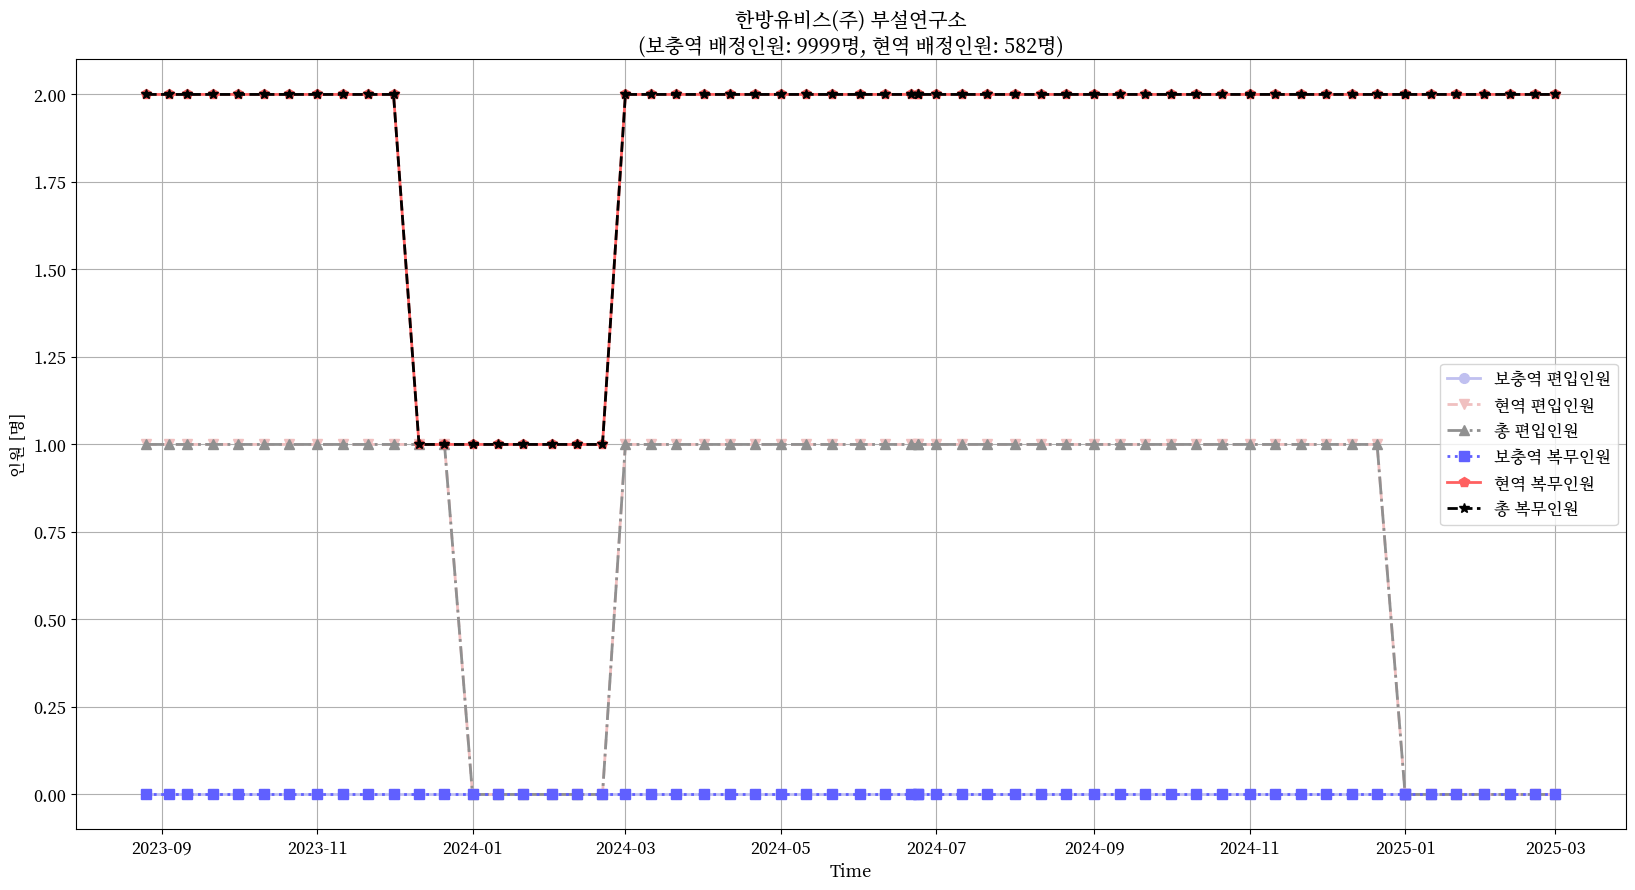 한방유비스(주) 부설연구소
(보충역 배정인원: 9999명, 현역 배정인원: 582명)
2.00
1.75
1.50
1.25
1.00
0.75
0.50
0.25
0.00
인원 [명]
보충역 편입인원
현역 편입인원
총 편입인원
보충역 복무인원
현역 복무인원
총 복무인원
2023-09
2023-11
2024-01
2024-03
2024-05
2024-07
2024-09
2024-11
2025-01
2025-03
Time